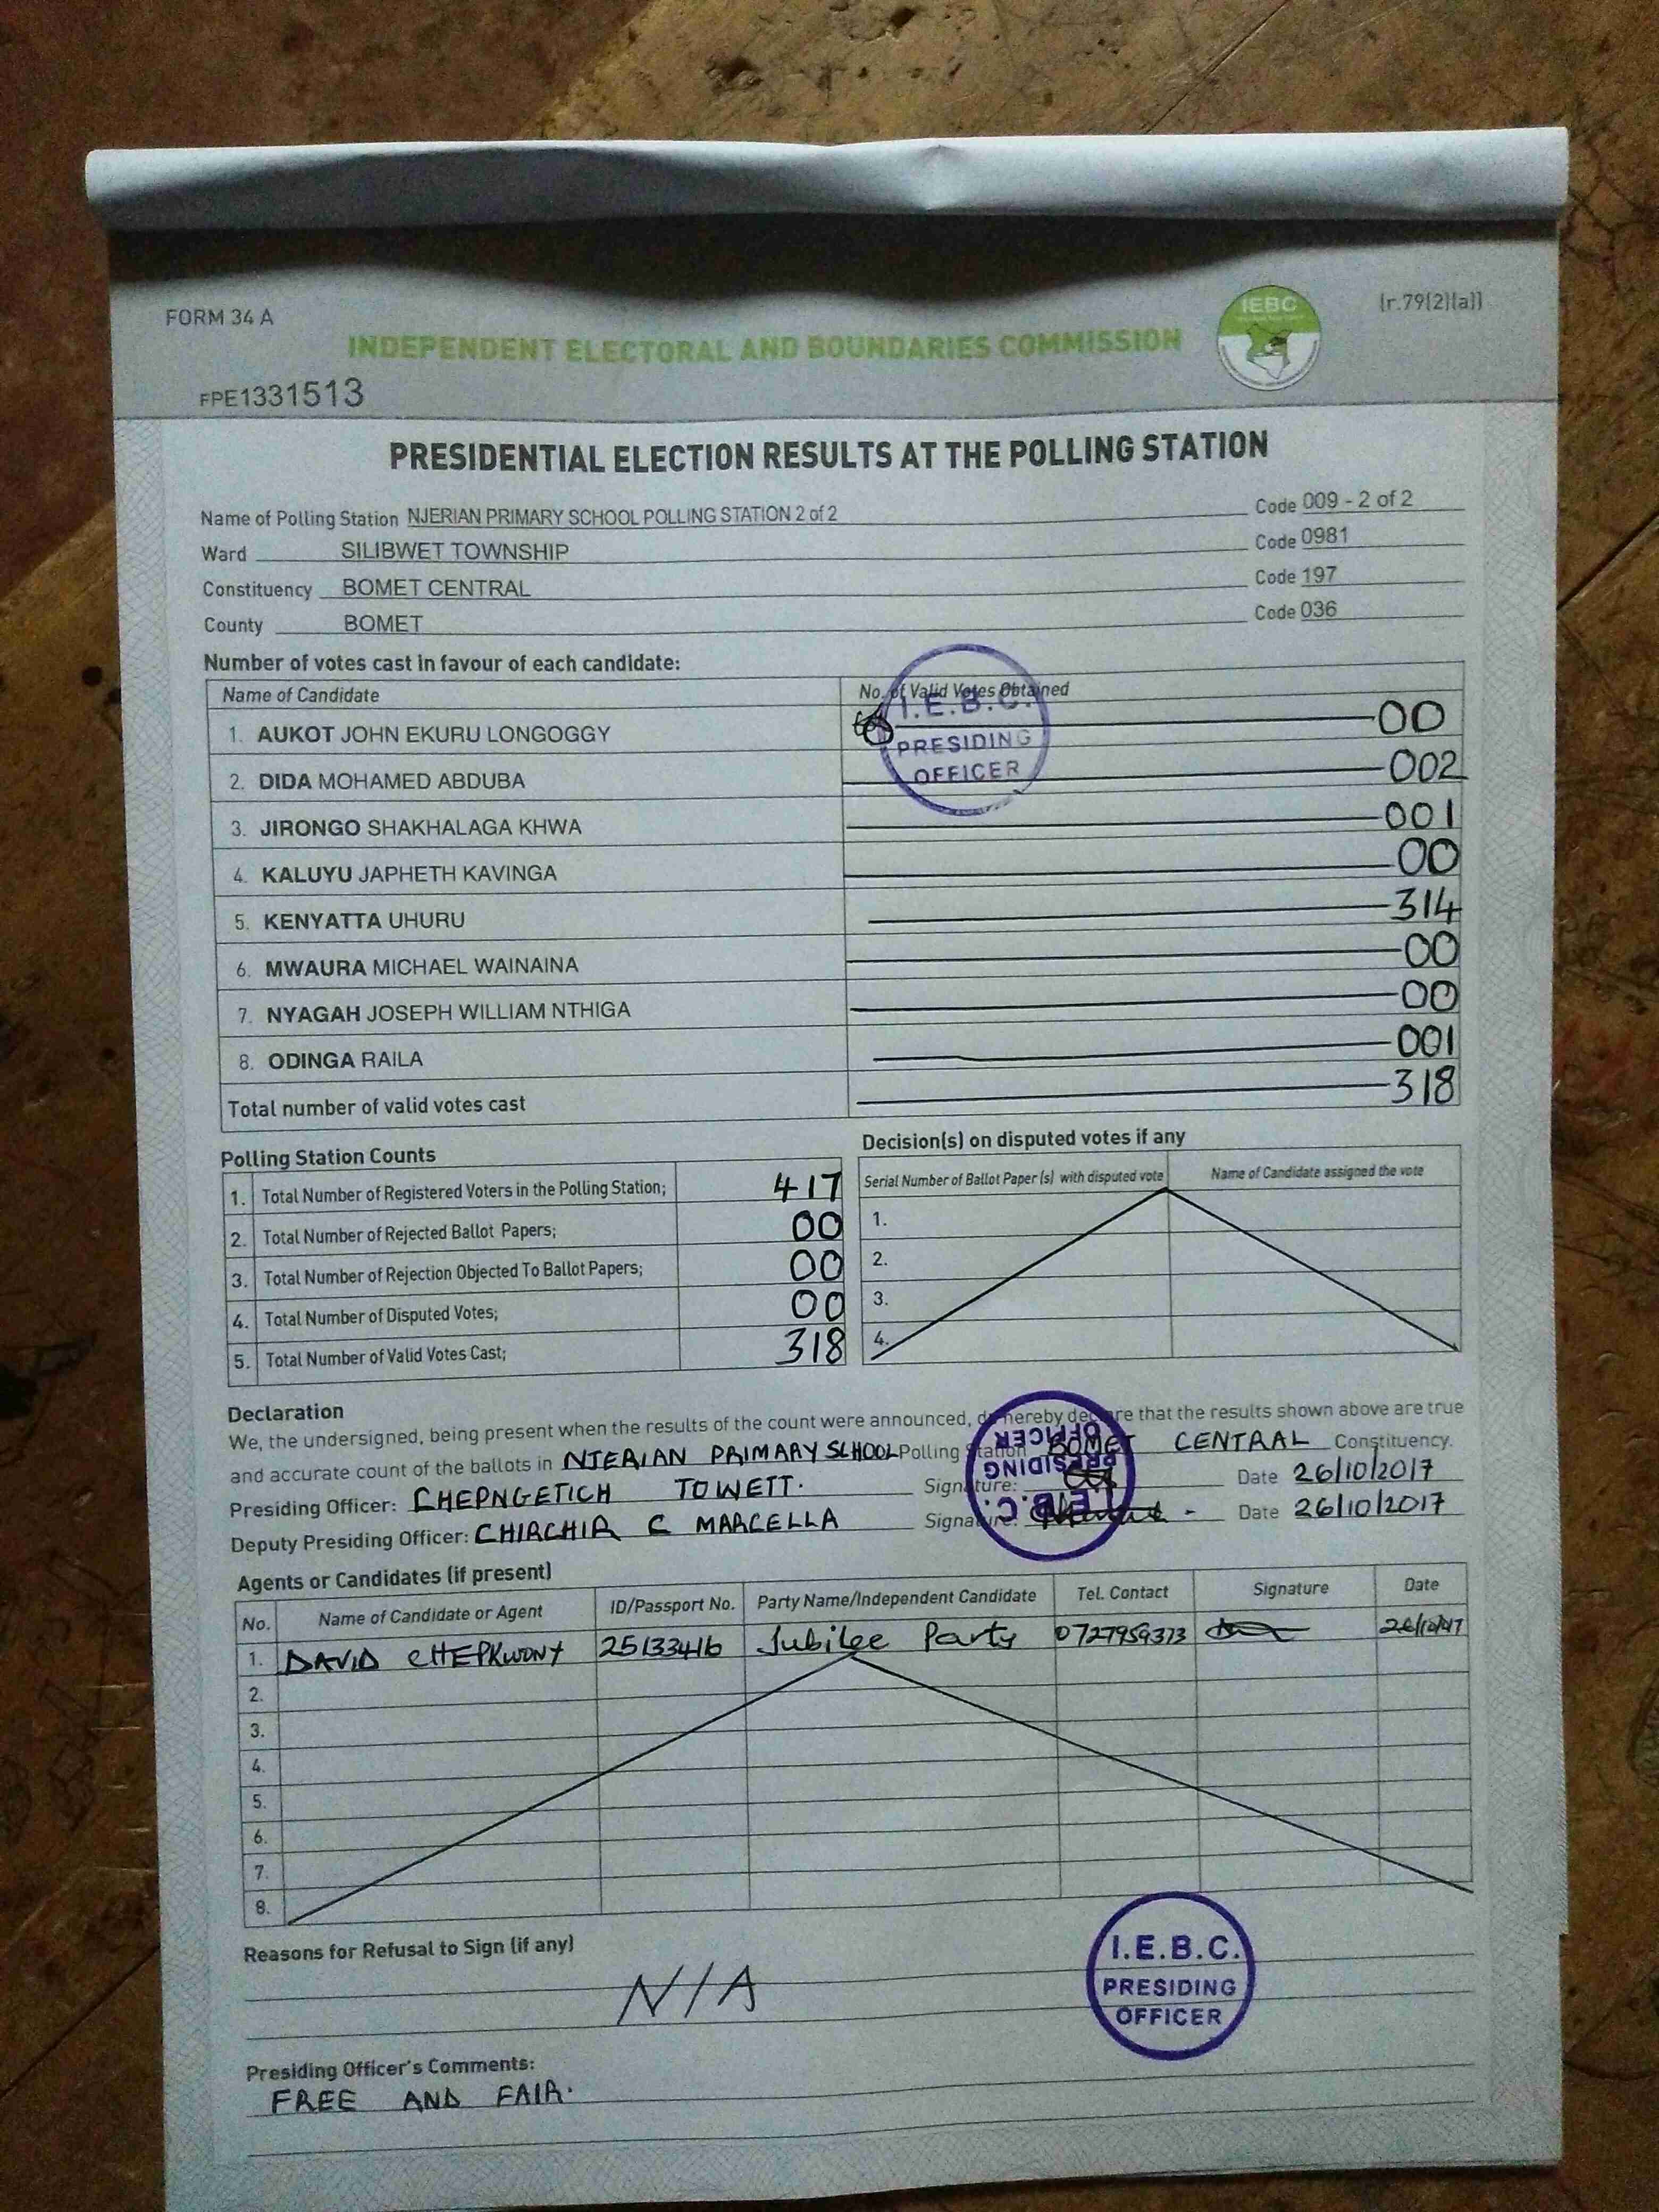 FORM 34 A
IEBC
[r.79(2)(a)]
INDEPENDENT ELECTORAL AND BOUNDARIES COMMISSION
FPE1331513
PRESIDENTIAL ELECTION RESULTS AT THE POLLING STATION
Name of Polling Station NJERIAN PRIMARY SCHOOL POLLING STATION 2 of 2 Code 009 - 2 of 2
Ward SILIBWET TOWNSHIP Code 0981
Constituency BOMET CENTRAL Code 197
County BOMET Code 036
Number of votes cast in favour of each candidate:
Name of Candidate No. of Valid Votes Obtained
1. AUKOT JOHN EKURU LONGOGGY 00
2. DIDA MOHAMED ABDUBA 002
3. JIRONGO SHAKHALAGA KHWA 001
4. KALUYU JAPHETH KAVINGA 00
5. KENYATTA UHURU 314
6. MWAURA MICHAEL WAINAINA 00
7. NYAGAH JOSEPH WILLIAM NTHIGA 00
8. ODINGA RAILA 001
Total number of valid votes cast 318
I.E.B.C.
PRESIDING
OFFICER
Polling Station Counts
1. Total Number of Registered Voters in the Polling Station; 417
2. Total Number of Rejected Ballot Papers; 00
3. Total Number of Rejection Objected To Ballot Papers; 00
4. Total Number of Disputed Votes; 00
5. Total Number of Valid Votes Cast; 318
Decision(s) on disputed votes if any
Serial Number of Ballot Paper (s) with disputed vote Name of Candidate assigned the vote
1.
2.
3.
4.
Declaration
We, the undersigned, being present when the results of the count were announced, do hereby declare that the results shown above are true
and accurate count of the ballots in NJERIAN PRIMARY SCHOOL Polling Station BOMET CENTRAL Constituency.
Presiding Officer: CHEPNGETICH TOWETT. Signature: Date 26/10/2017
Deputy Presiding Officer: CHIRCHIR C MARCELLA Signature: Date 26/10/2017
I.E.B.C.
PRESIDING
OFFICER
Agents or Candidates (if present)
No. Name of Candidate or Agent ID/Passport No. Party Name/Independent Candidate Tel. Contact Signature Date
1. DAVID CHEPKWONY 25133416 Jubilee Party 0727959373 26/10/17
2.
3.
4.
5.
6.
7.
8.
Reasons for Refusal to Sign (if any)
N/A
I.E.B.C.
PRESIDING
OFFICER
Presiding Officer's Comments:
FREE AND FAIR.